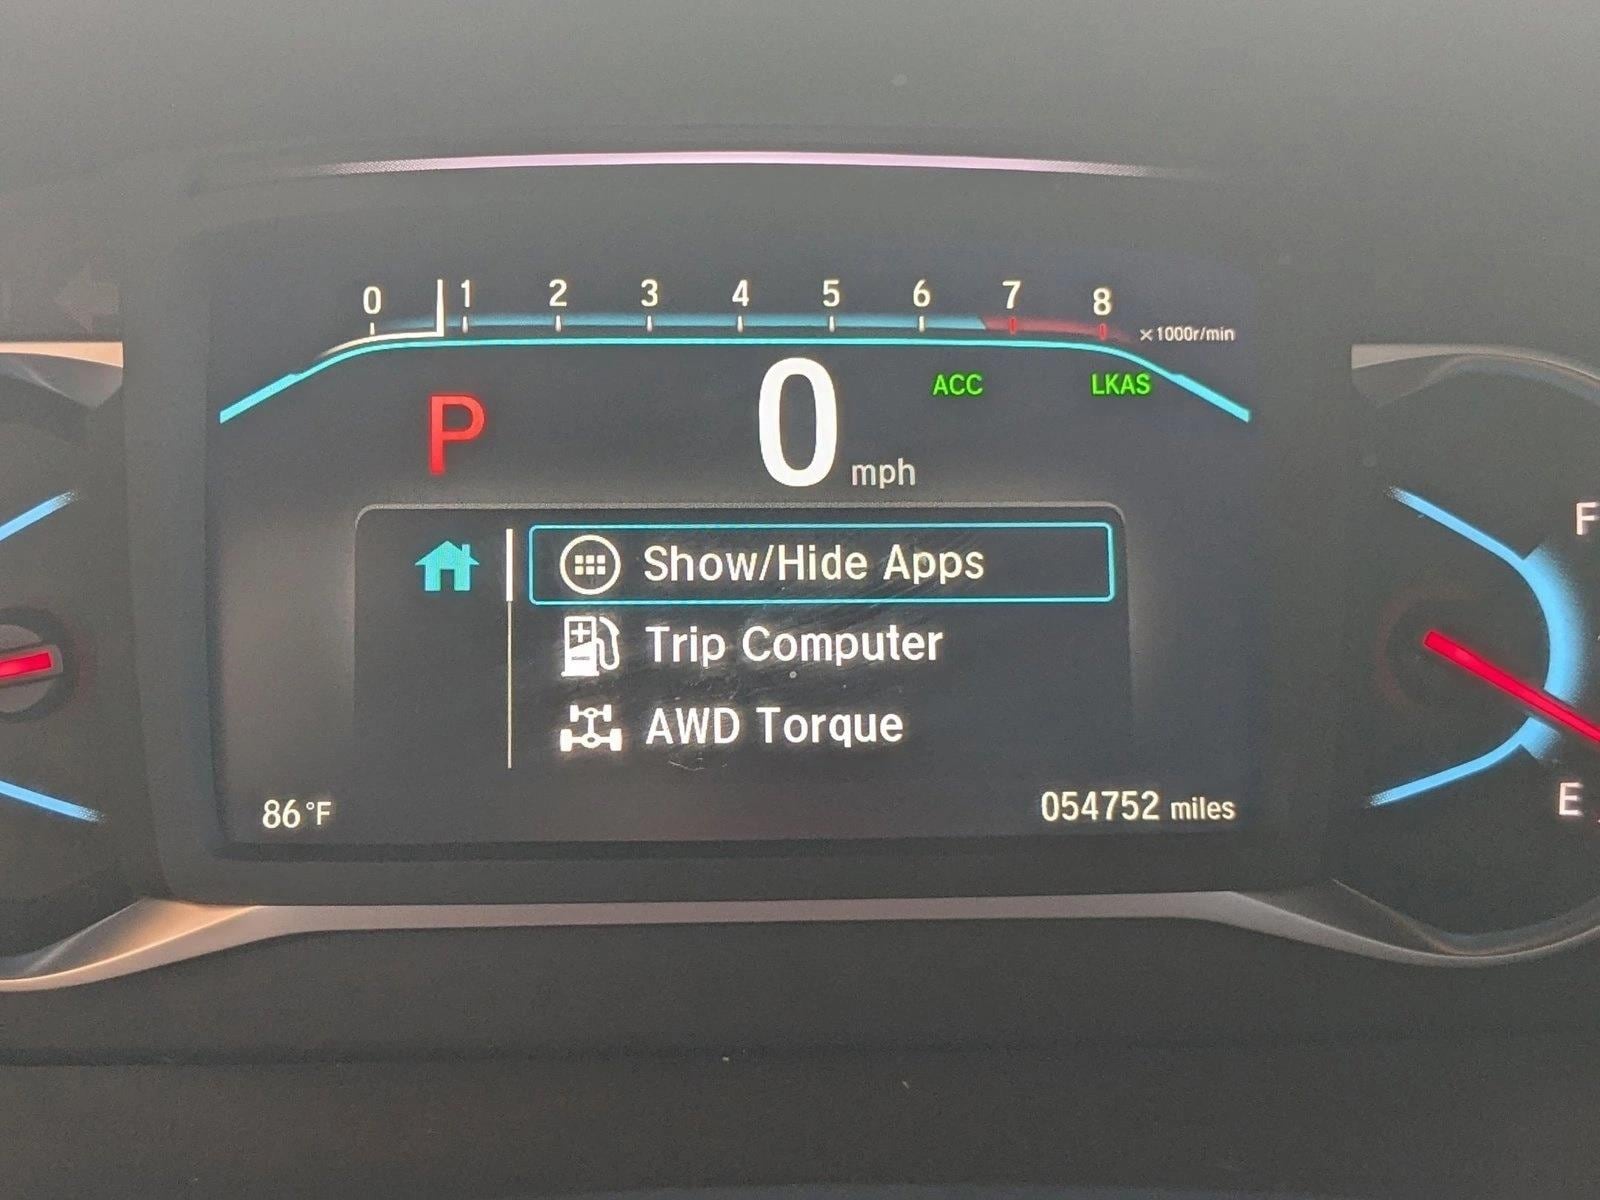 0 1 2 3 4 5 6 7 8
×1000r/min
P 0 mph ACC LKAS
Show/Hide Apps
Trip Computer
AWD Torque
86°F
054752 miles
F
E